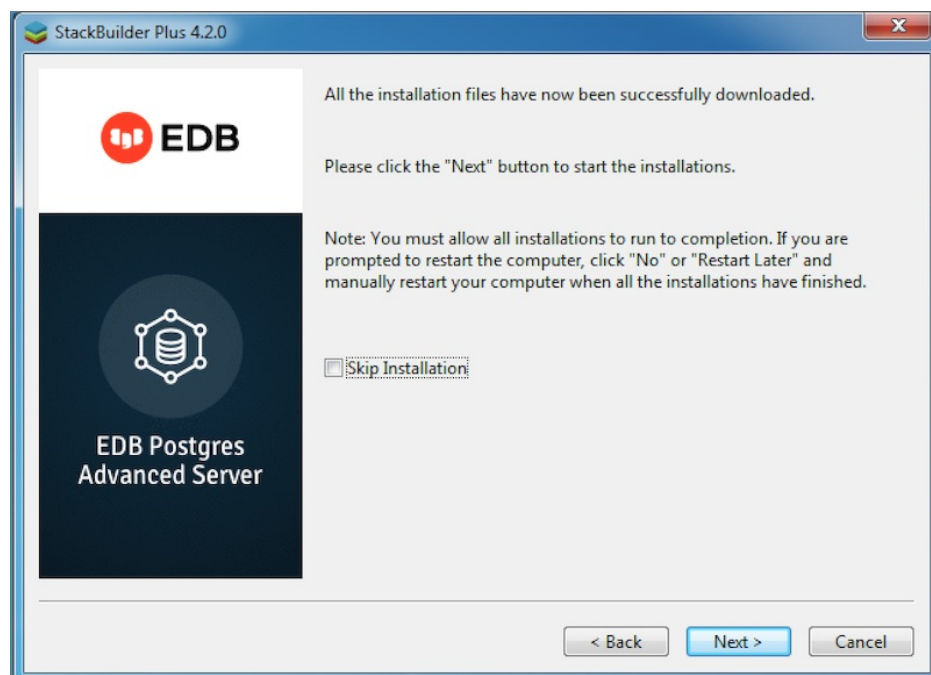 StackBuilder Plus 4.2.0
EDB
EDB Postgres
Advanced Server
All the installation files have now been successfully downloaded.
Please click the "Next" button to start the installations.
Note: You must allow all installations to run to completion. If you are
prompted to restart the computer, click "No" or "Restart Later" and
manually restart your computer when all the installations have finished.
Skip Installation
< Back
Next >
Cancel